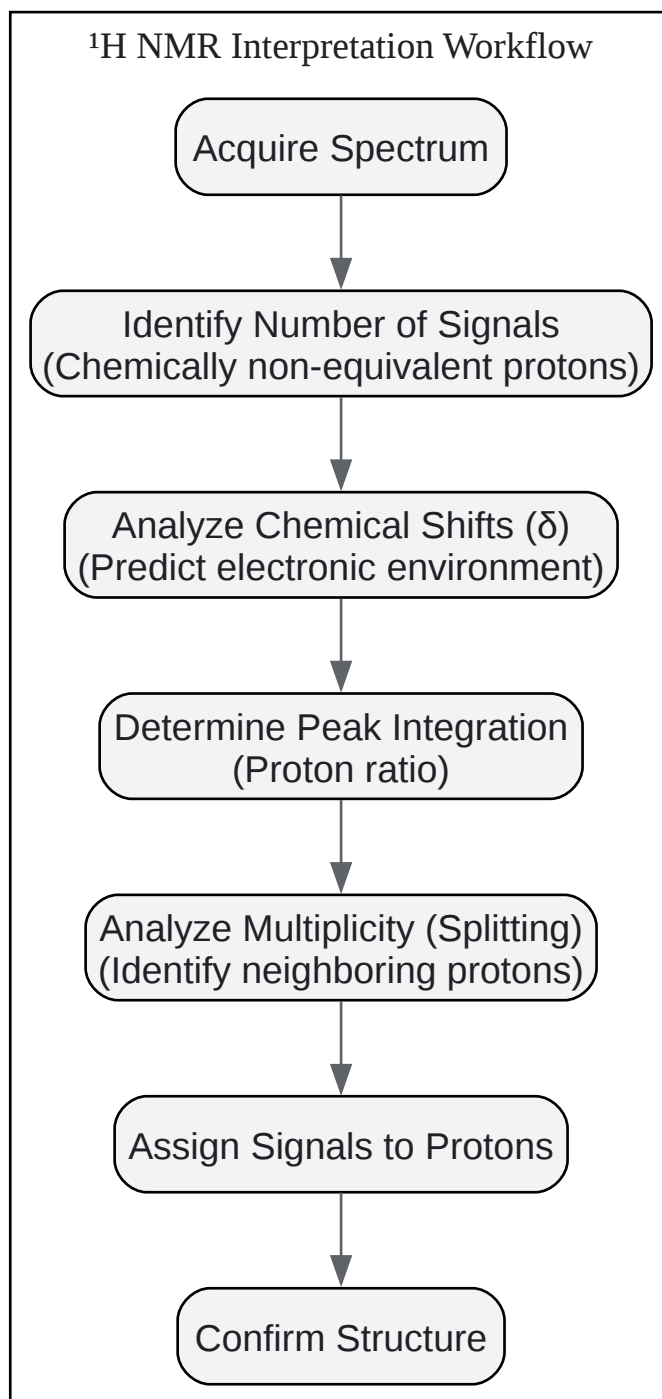 ¹H NMR Interpretation Workflow
Acquire Spectrum
Identify Number of Signals
(Chemically non-equivalent protons)
Analyze Chemical Shifts (δ)
(Predict electronic environment)
Determine Peak Integration
(Proton ratio)
Analyze Multiplicity (Splitting)
(Identify neighboring protons)
Assign Signals to Protons
Confirm Structure